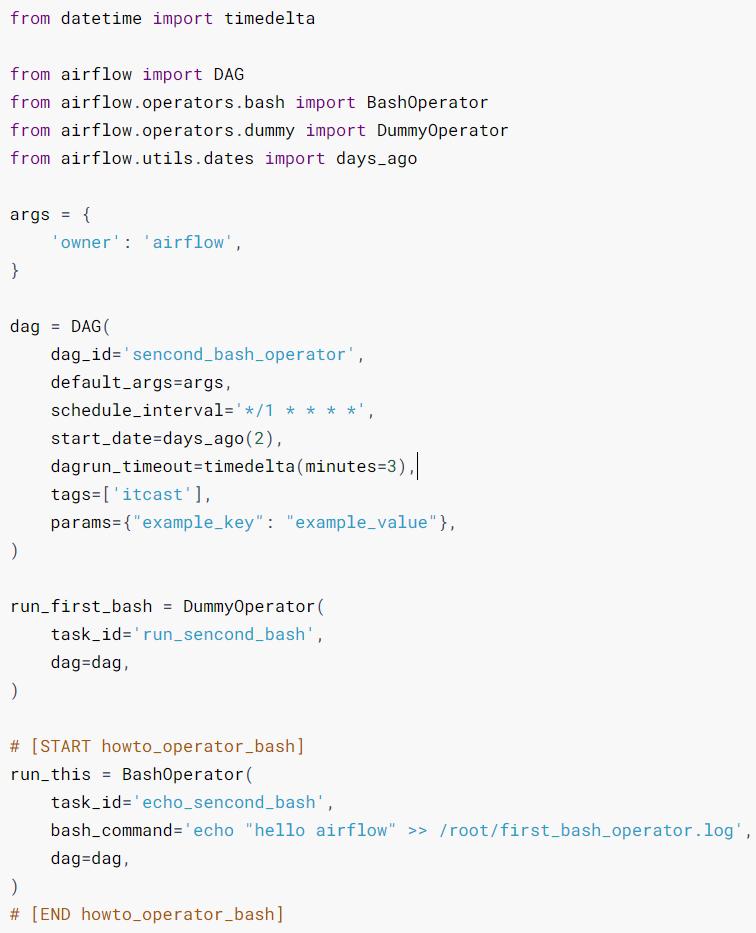 from datetime import timedelta

from airflow import DAG
from airflow.operators.bash import BashOperator
from airflow.operators.dummy import DummyOperator
from airflow.utils.dates import days_ago

args = {
    'owner': 'airflow',
}

dag = DAG(
    dag_id='sencond_bash_operator',
    default_args=args,
    schedule_interval='*/1 * * * *',
    start_date=days_ago(2),
    dagrun_timeout=timedelta(minutes=3),
    tags=['itcast'],
    params={"example_key": "example_value"},
)

run_first_bash = DummyOperator(
    task_id='run_sencond_bash',
    dag=dag,
)

# [START howto_operator_bash]
run_this = BashOperator(
    task_id='echo_sencond_bash',
    bash_command='echo "hello airflow" >> /root/first_bash_operator.log',
    dag=dag,
)
# [END howto_operator_bash]